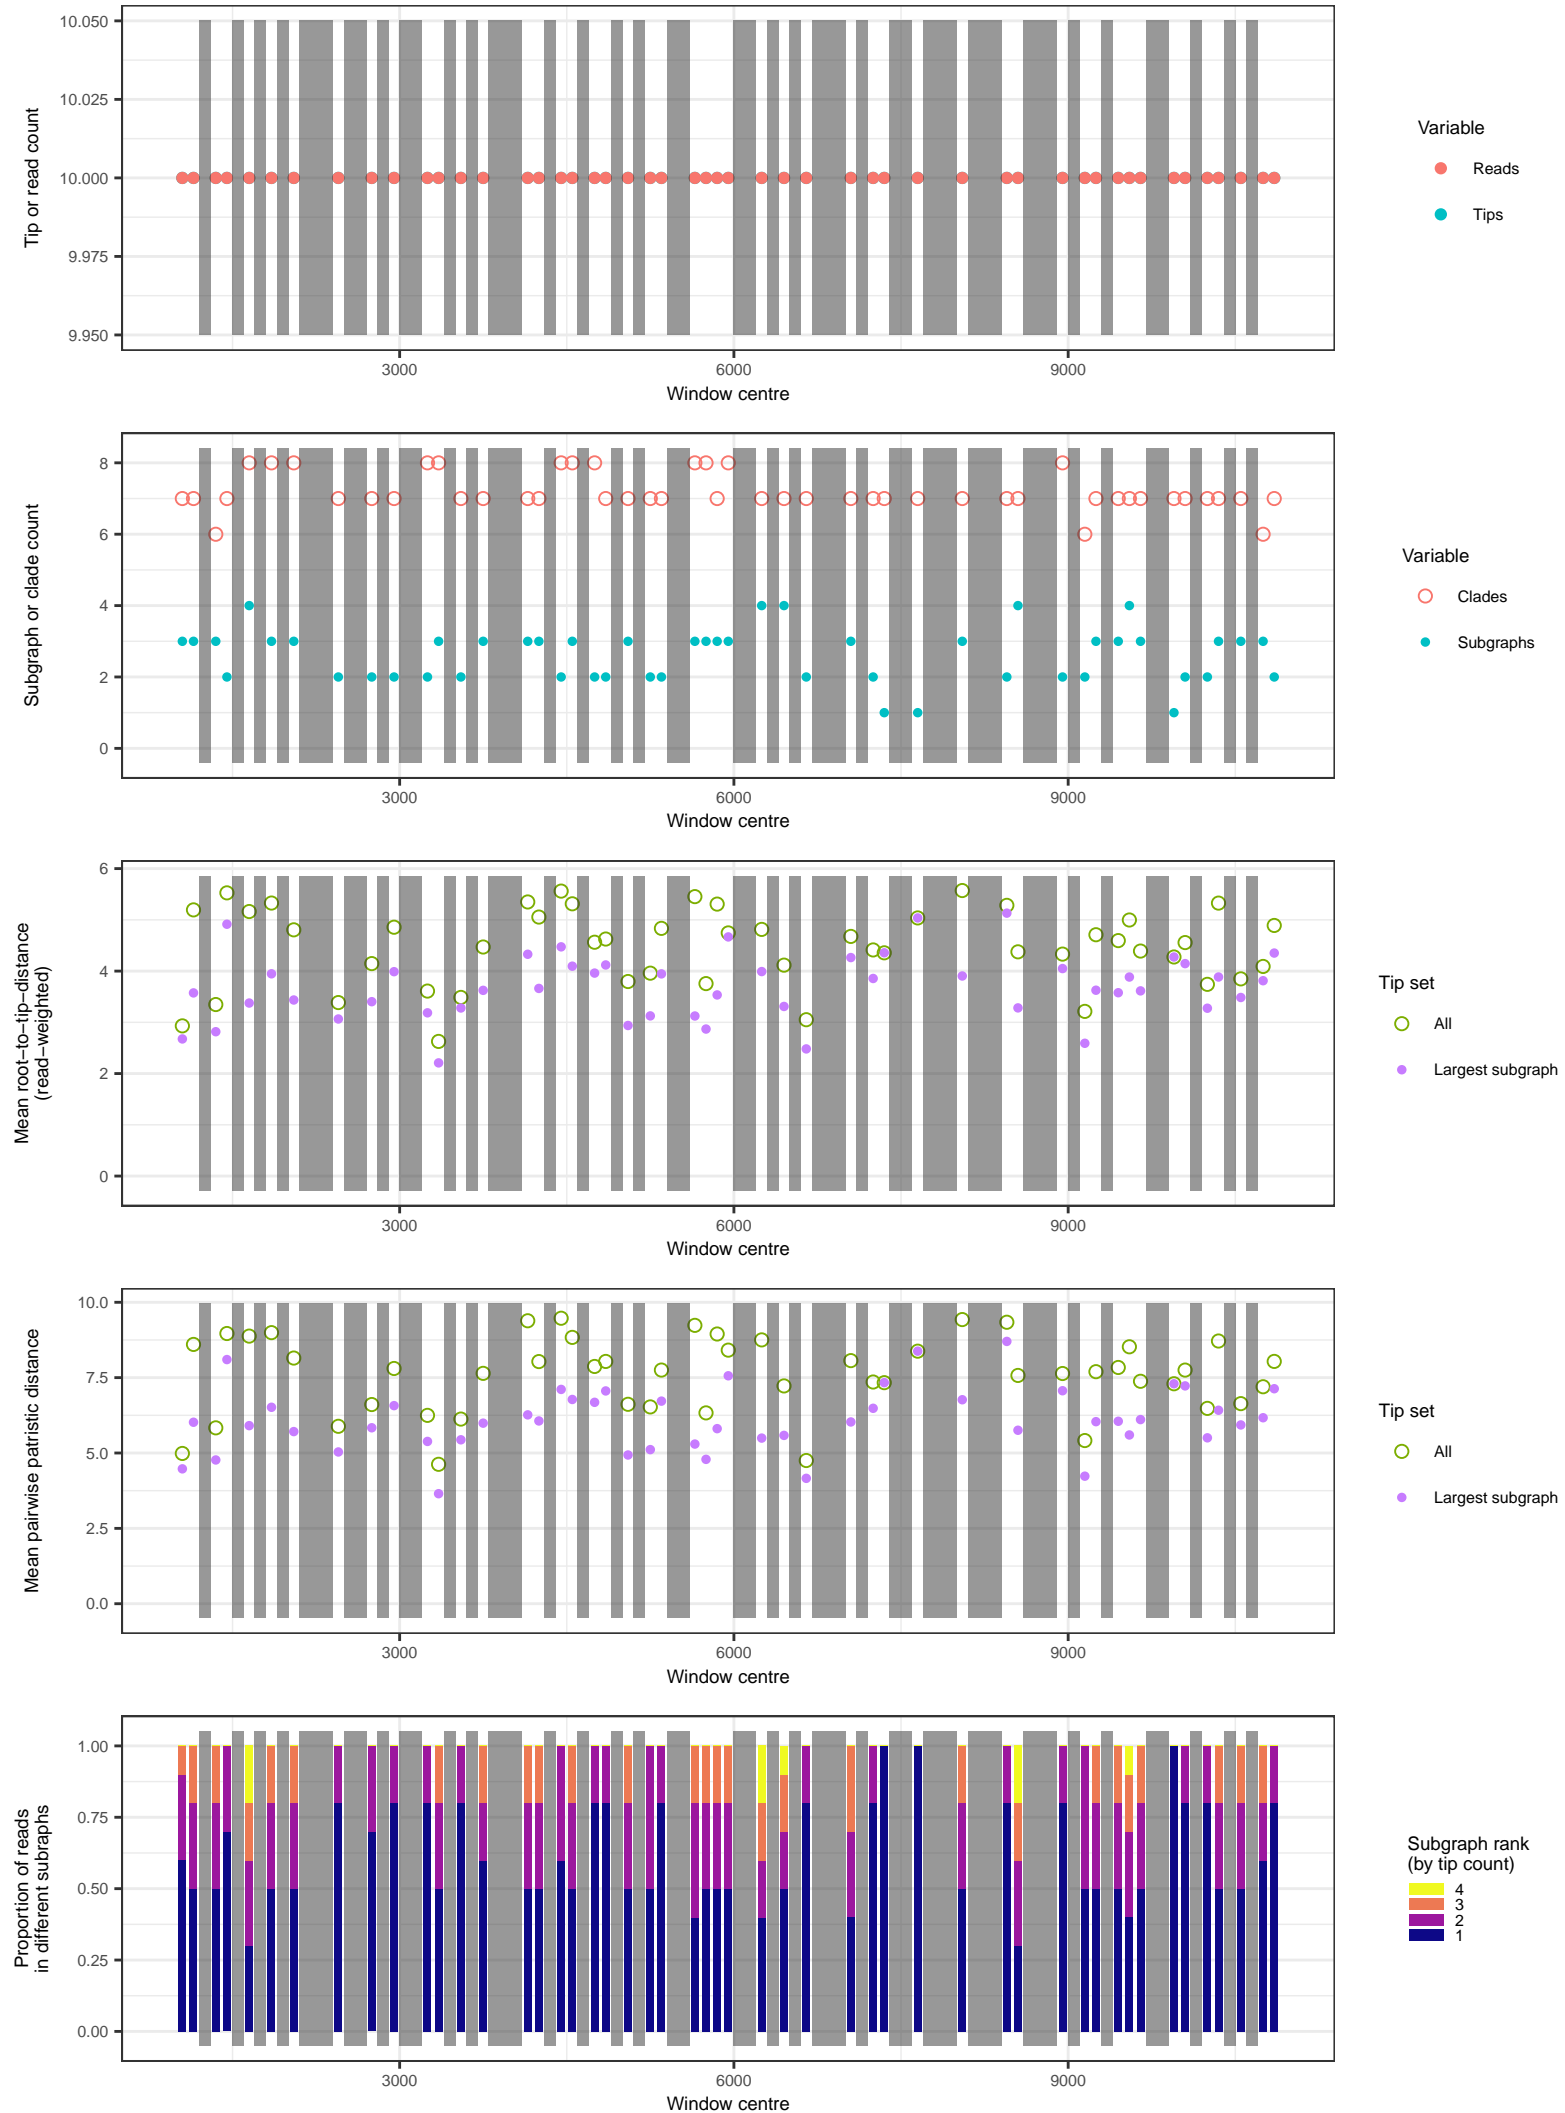 10.050
10.025
10.000
9.975
9.950
Tip or read count
3000
6000
9000
Window centre
Variable
Reads
Tips
8
6
4
2
0
Subgraph or clade count
3000
6000
9000
Window centre
Variable
Clades
Subgraphs
6
4
2
0
Mean root−to−tip−distance
(read−weighted)
3000
6000
9000
Window centre
Tip set
All
Largest subgraph
10.0
7.5
5.0
2.5
0.0
Mean pairwise patristic distance
3000
6000
9000
Window centre
Tip set
All
Largest subgraph
1.00
0.75
0.50
0.25
0.00
Proportion of reads
in different subraphs
3000
6000
9000
Window centre
Subgraph rank
(by tip count)
4
3
2
1